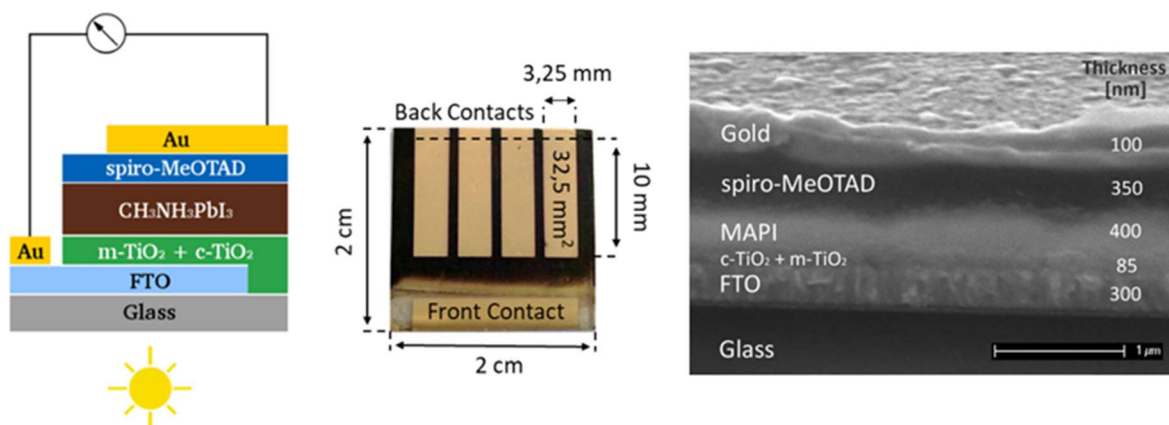 Au
spiro-MeOTAD
CH₃NH₃PbI₃
Au
m-TiO₂ + c-TiO₂
FTO
Glass
3,25 mm
Back Contacts
2 cm
32,5 mm²
10 mm
Front Contact
2 cm
Thickness
[nm]
Gold
100
spiro-MeOTAD
350
MAPI
400
c-TiO₂ + m-TiO₂
85
FTO
300
Glass
1 µm